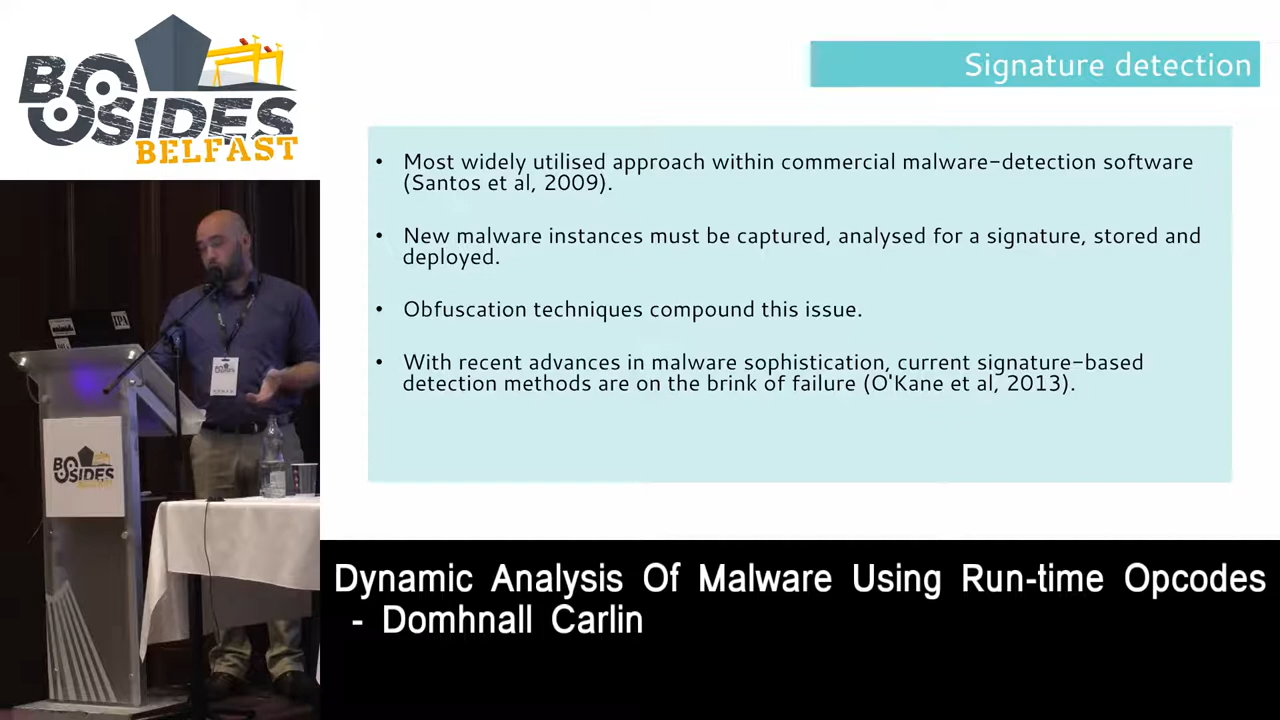 BSIDES
BELFAST
Signature detection
• Most widely utilised approach within commercial malware-detection software
(Santos et al, 2009).
• New malware instances must be captured, analysed for a signature, stored and
deployed.
• Obfuscation techniques compound this issue.
• With recent advances in malware sophistication, current signature-based
detection methods are on the brink of failure (O'Kane et al, 2013).
IPA
BSIDES
BSIDES
Dynamic Analysis Of Malware Using Run-time Opcodes
- Domhnall Carlin